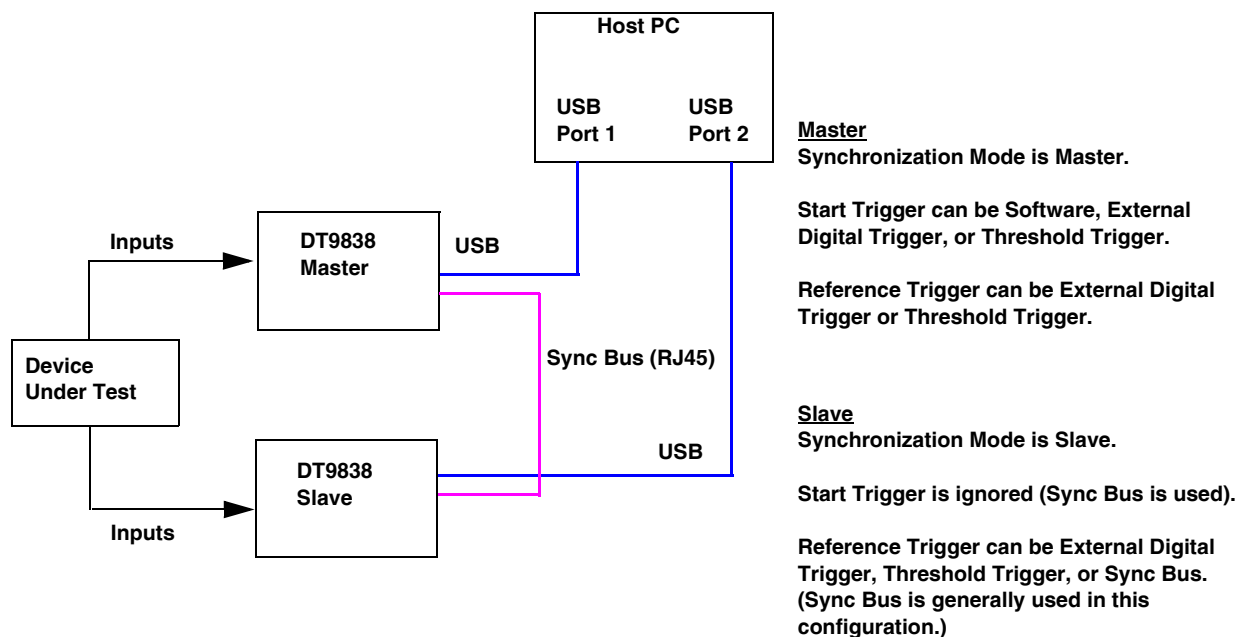 Host PC
USB
Port 1
USB
Port 2
Inputs
DT9838
Master
USB
Device
Under Test
Sync Bus (RJ45)
DT9838
Slave
USB
Inputs
Master
Synchronization Mode is Master.
Start Trigger can be Software, External
Digital Trigger, or Threshold Trigger.
Reference Trigger can be External Digital
Trigger or Threshold Trigger.
Slave
Synchronization Mode is Slave.
Start Trigger is ignored (Sync Bus is used).
Reference Trigger can be External Digital
Trigger, Threshold Trigger, or Sync Bus.
(Sync Bus is generally used in this
configuration.)